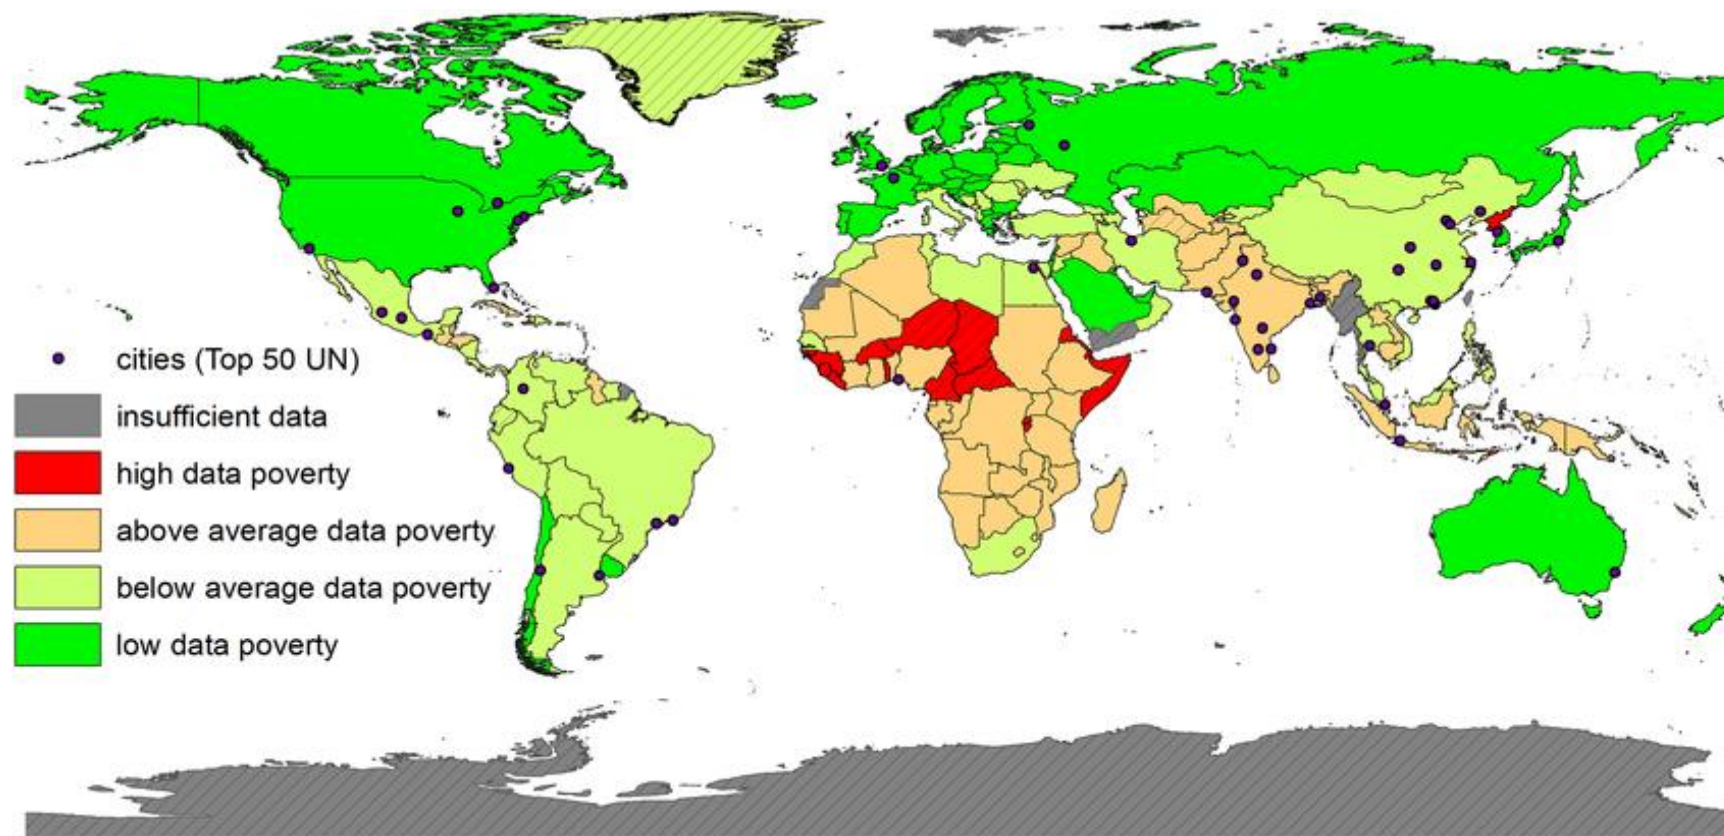 cities (Top 50 UN)
insufficient data
high data poverty
above average data poverty
below average data poverty
low data poverty